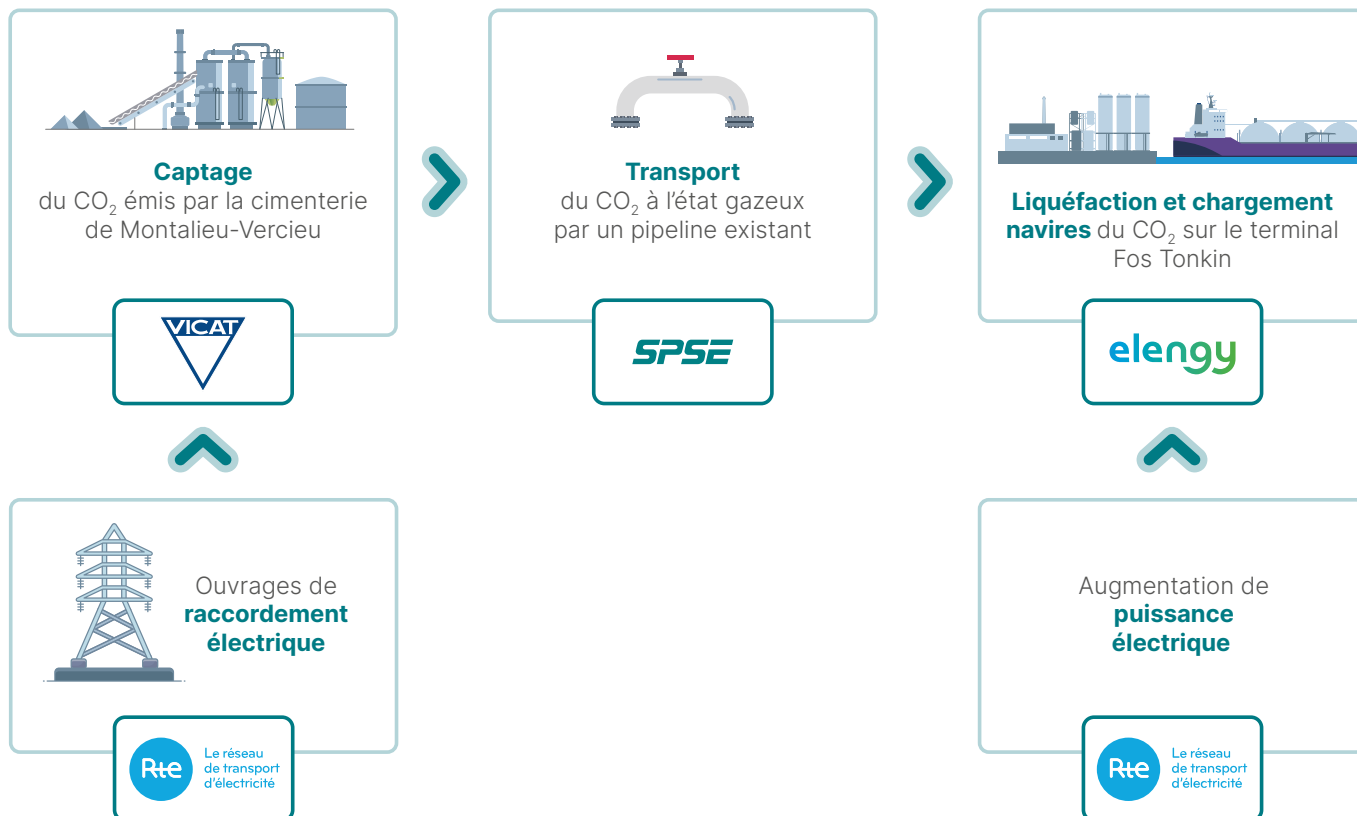 Captage
du CO₂ émis par la cimenterie
de Montalieu-Vercieu
VICAT
Transport
du CO₂ à l'état gazeux
par un pipeline existant
SPSE
Liquéfaction et chargement
navires du CO₂ sur le terminal
Fos Tonkin
elengy
Ouvrages de
raccordement
électrique
Rte
Le réseau
de transport
d'électricité
Augmentation de
puissance
électrique
Rte
Le réseau
de transport
d'électricité